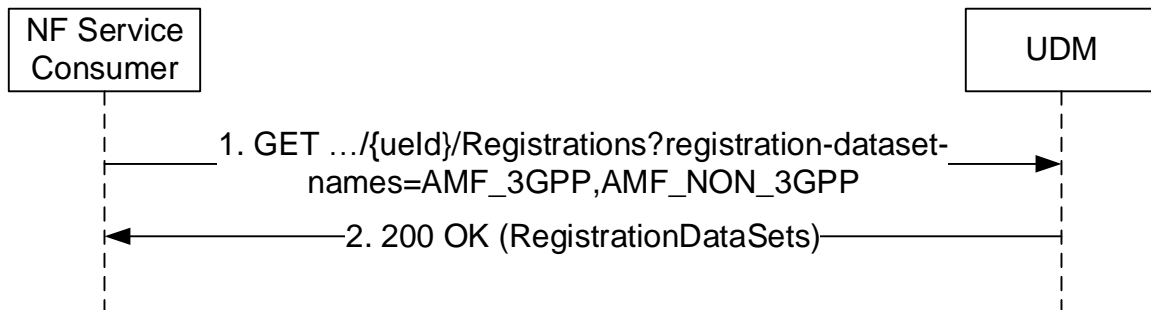 NF Service
Consumer
UDM
1. GET …/{ueId}/Registrations?registration-dataset-
names=AMF_3GPP,AMF_NON_3GPP
2. 200 OK (RegistrationDataSets)